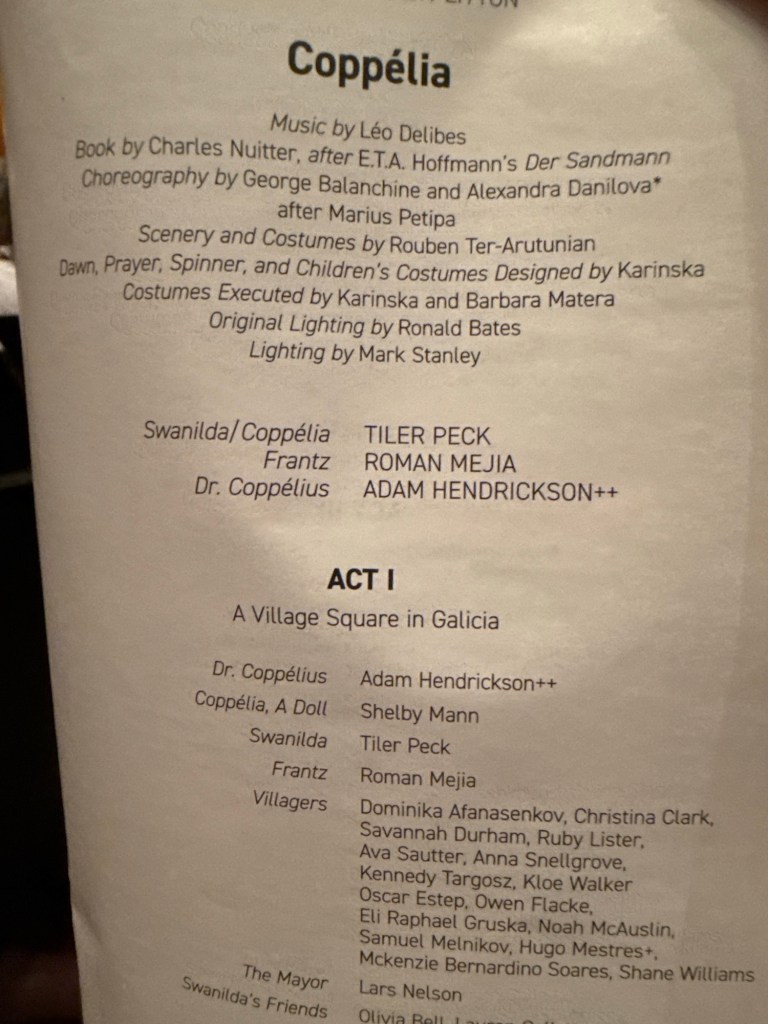 Coppélia
Music by Léo Delibes
Book by Charles Nuitter, after E.T.A. Hoffmann's Der Sandmann
Choreography by George Balanchine and Alexandra Danilova*
after Marius Petipa
Scenery and Costumes by Rouben Ter-Arutunian
Dawn, Prayer, Spinner, and Children's Costumes Designed by Karinska
Costumes Executed by Karinska and Barbara Matera
Original Lighting by Ronald Bates
Lighting by Mark Stanley
Swanilda/Coppélia TILER PECK
Frantz ROMAN MEJIA
Dr. Coppélius ADAM HENDRICKSON++
ACT I
A Village Square in Galicia
Dr. Coppélius Adam Hendrickson++
Coppélia, A Doll Shelby Mann
Swanilda Tiler Peck
Frantz Roman Mejia
Villagers Dominika Afanasenkov, Christina Clark,
Savannah Durham, Ruby Lister,
Ava Sautter, Anna Snellgrove,
Kennedy Targosz, Kloe Walker
Oscar Estep, Owen Flacke,
Eli Raphael Gruska, Noah McAuslin,
Samuel Melnikov, Hugo Mestres+,
Mckenzie Bernardino Soares, Shane Williams
The Mayor Lars Nelson
Swanilda's Friends Olivia Bell,